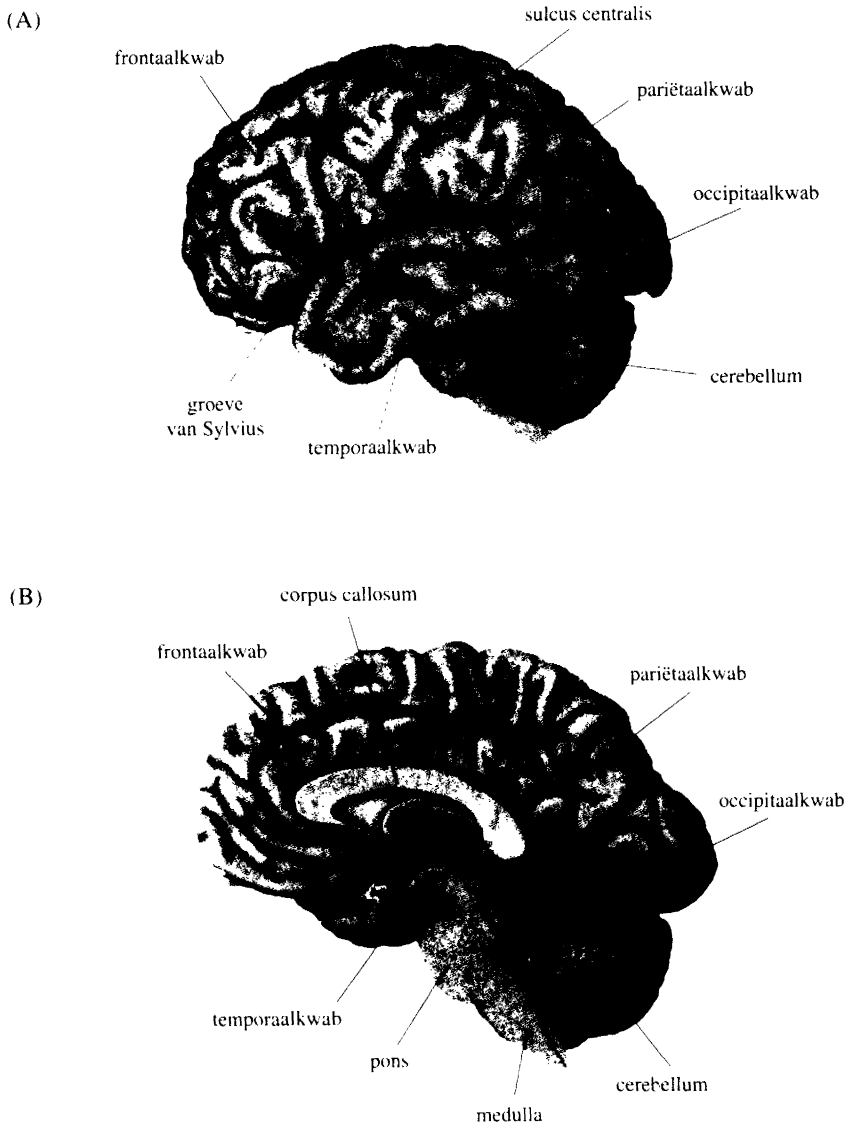 (A)
sulcus centralis
frontaalkwab
pariëtaalkwab
occipitaalkwab
cerebellum
groeve
van Sylvius
temporaalkwab
(B)
corpus callosum
frontaalkwab
pariëtaalkwab
occipitaalkwab
temporaalkwab
pons
cerebellum
medulla